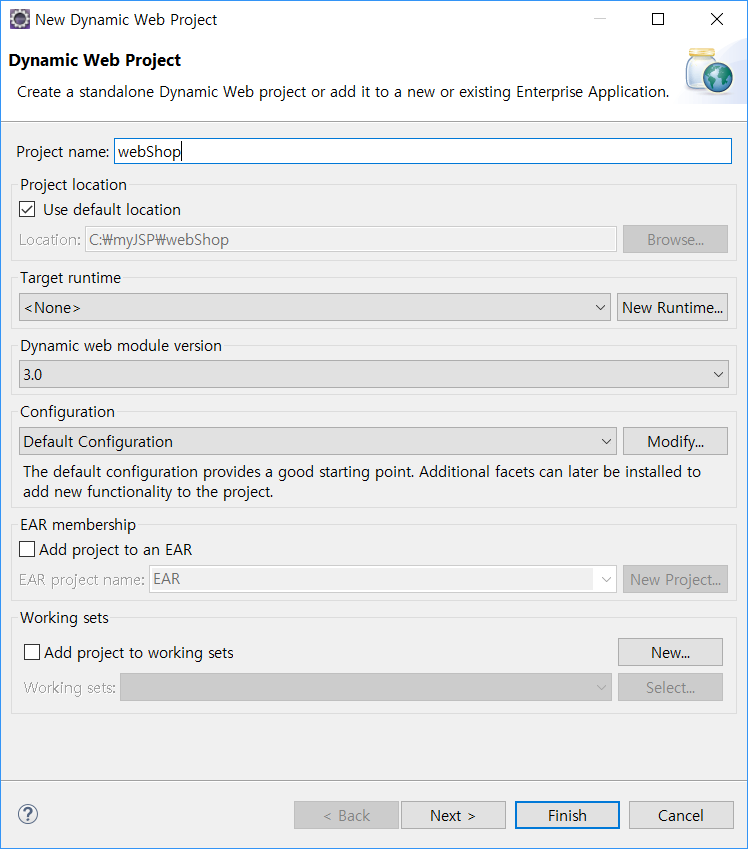 New Dynamic Web Project
Dynamic Web Project
Create a standalone Dynamic Web project or add it to a new or existing Enterprise Application.
Project name: webShop
Project location
Use default location
Location: C:₩myJSP₩webShop Browse...
Target runtime
<None> New Runtime...
Dynamic web module version
3.0
Configuration
Default Configuration Modify...
The default configuration provides a good starting point. Additional facets can later be installed to
add new functionality to the project.
EAR membership
Add project to an EAR
EAR project name: EAR New Project...
Working sets
Add project to working sets New...
Working sets: Select...
? < Back Next > Finish Cancel